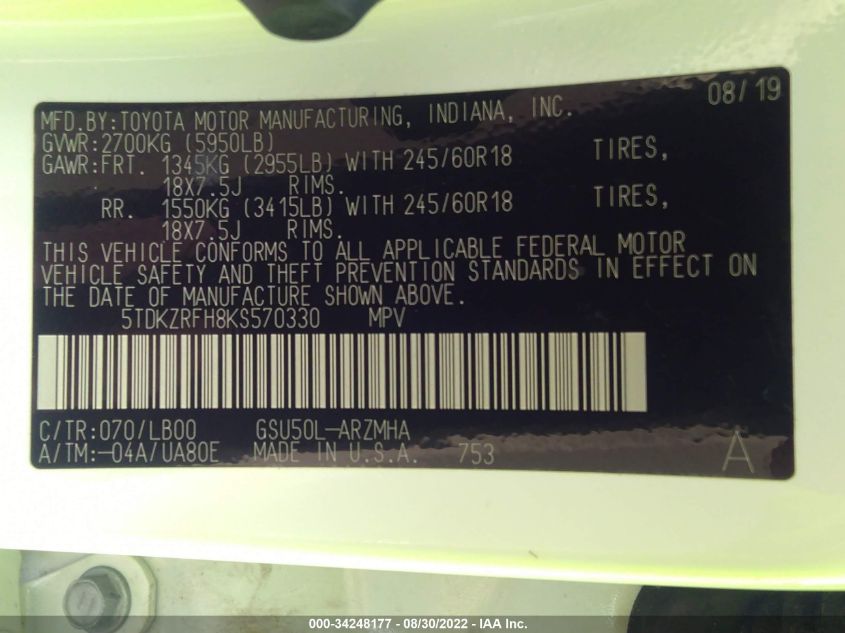 08/19
MFD.BY:TOYOTA MOTOR MANUFACTURING, INDIANA, INC.
GVWR:2700KG (5950LB)
GAWR:FRT. 1345KG (2955LB) WITH 245/60R18 TIRES,
18X7.5J RIMS.
RR. 1550KG (3415LB) WITH 245/60R18 TIRES,
18X7.5J RIMS.
THIS VEHICLE CONFORMS TO ALL APPLICABLE FEDERAL MOTOR
VEHICLE SAFETY AND THEFT PREVENTION STANDARDS IN EFFECT ON
THE DATE OF MANUFACTURE SHOWN ABOVE.
5TDKZRFH8KS570330 MPV
C/TR:070/LB00 GSU50L-ARZMHA
A/TM:-04A/UA80E MADE IN U.S.A. 753
A
000-34248177 - 08/30/2022 - IAA Inc.